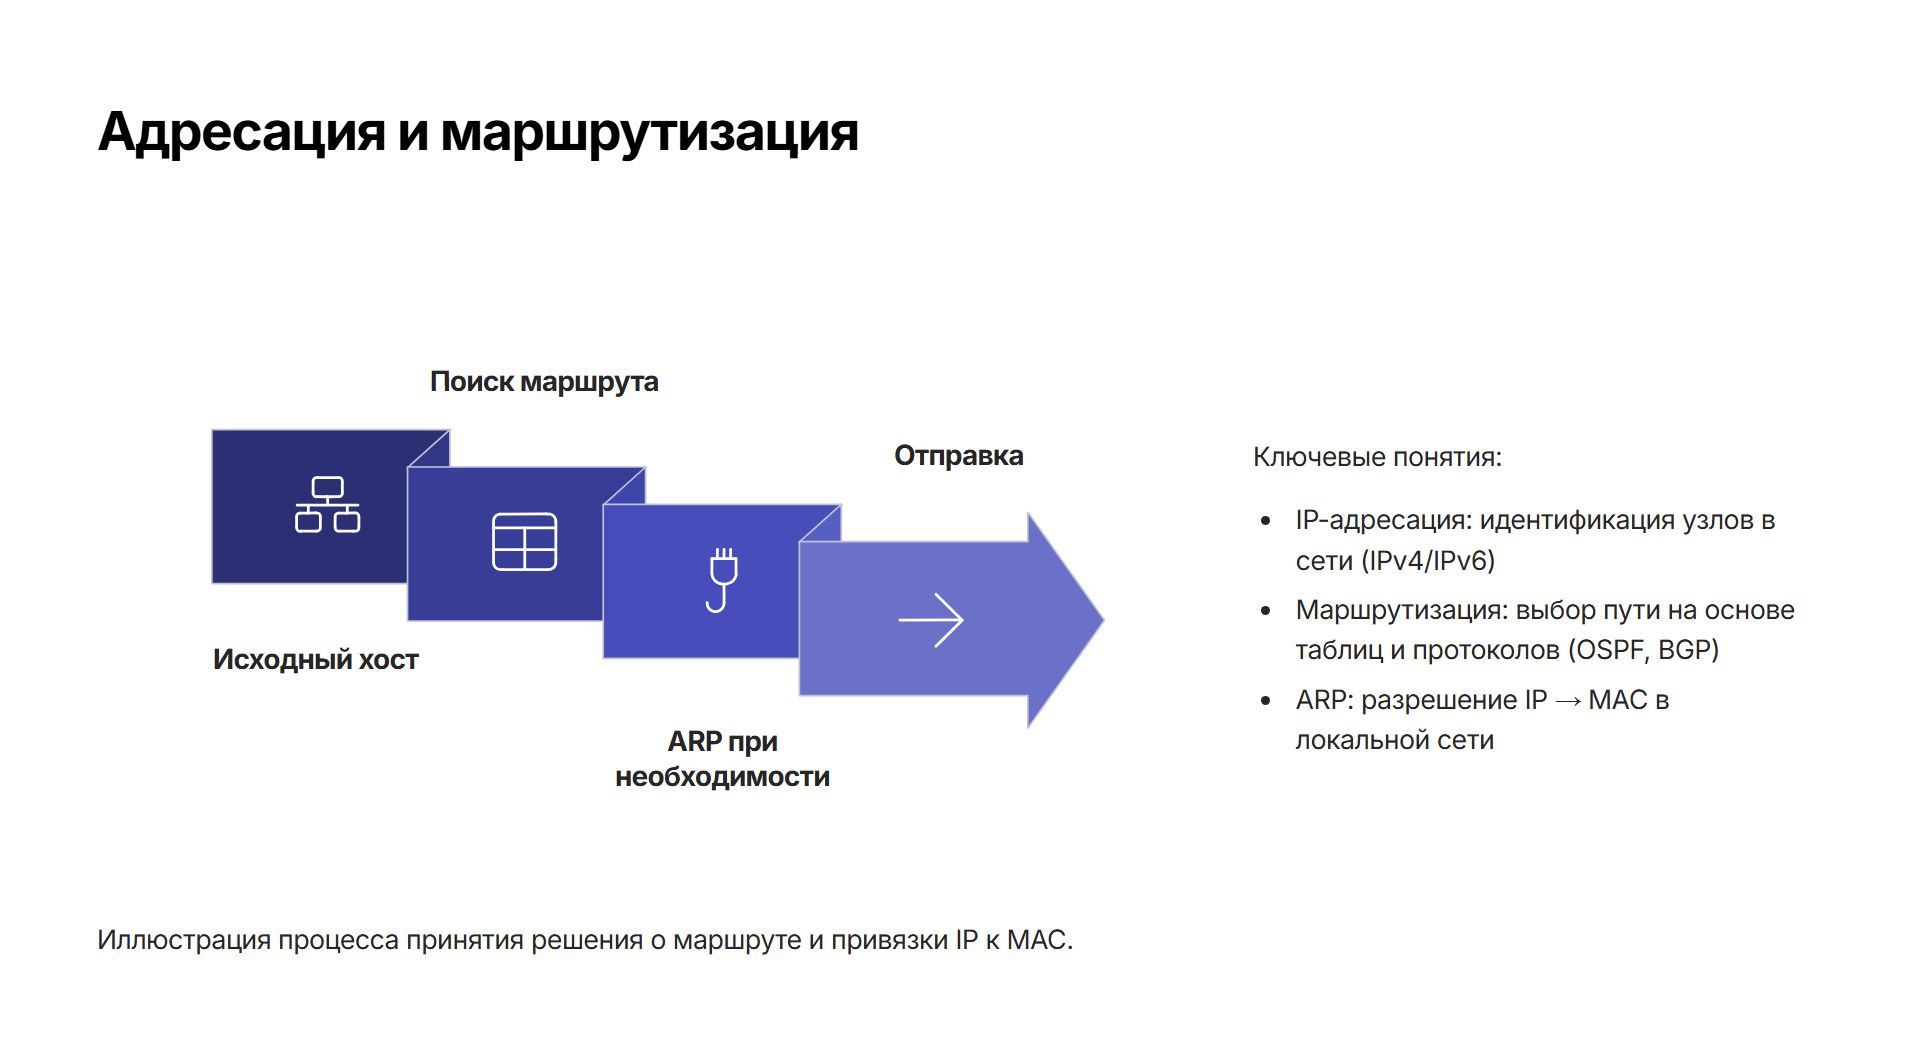 Адресация и маршрутизация
Поиск маршрута
Отправка
Исходный хост
ARP при
необходимости
Ключевые понятия:
IP-адресация: идентификация узлов в
сети (IPv4/IPv6)
Маршрутизация: выбор пути на основе
таблиц и протоколов (OSPF, BGP)
ARP: разрешение IP → MAC в
локальной сети
Иллюстрация процесса принятия решения о маршруте и привязки IP к MAC.